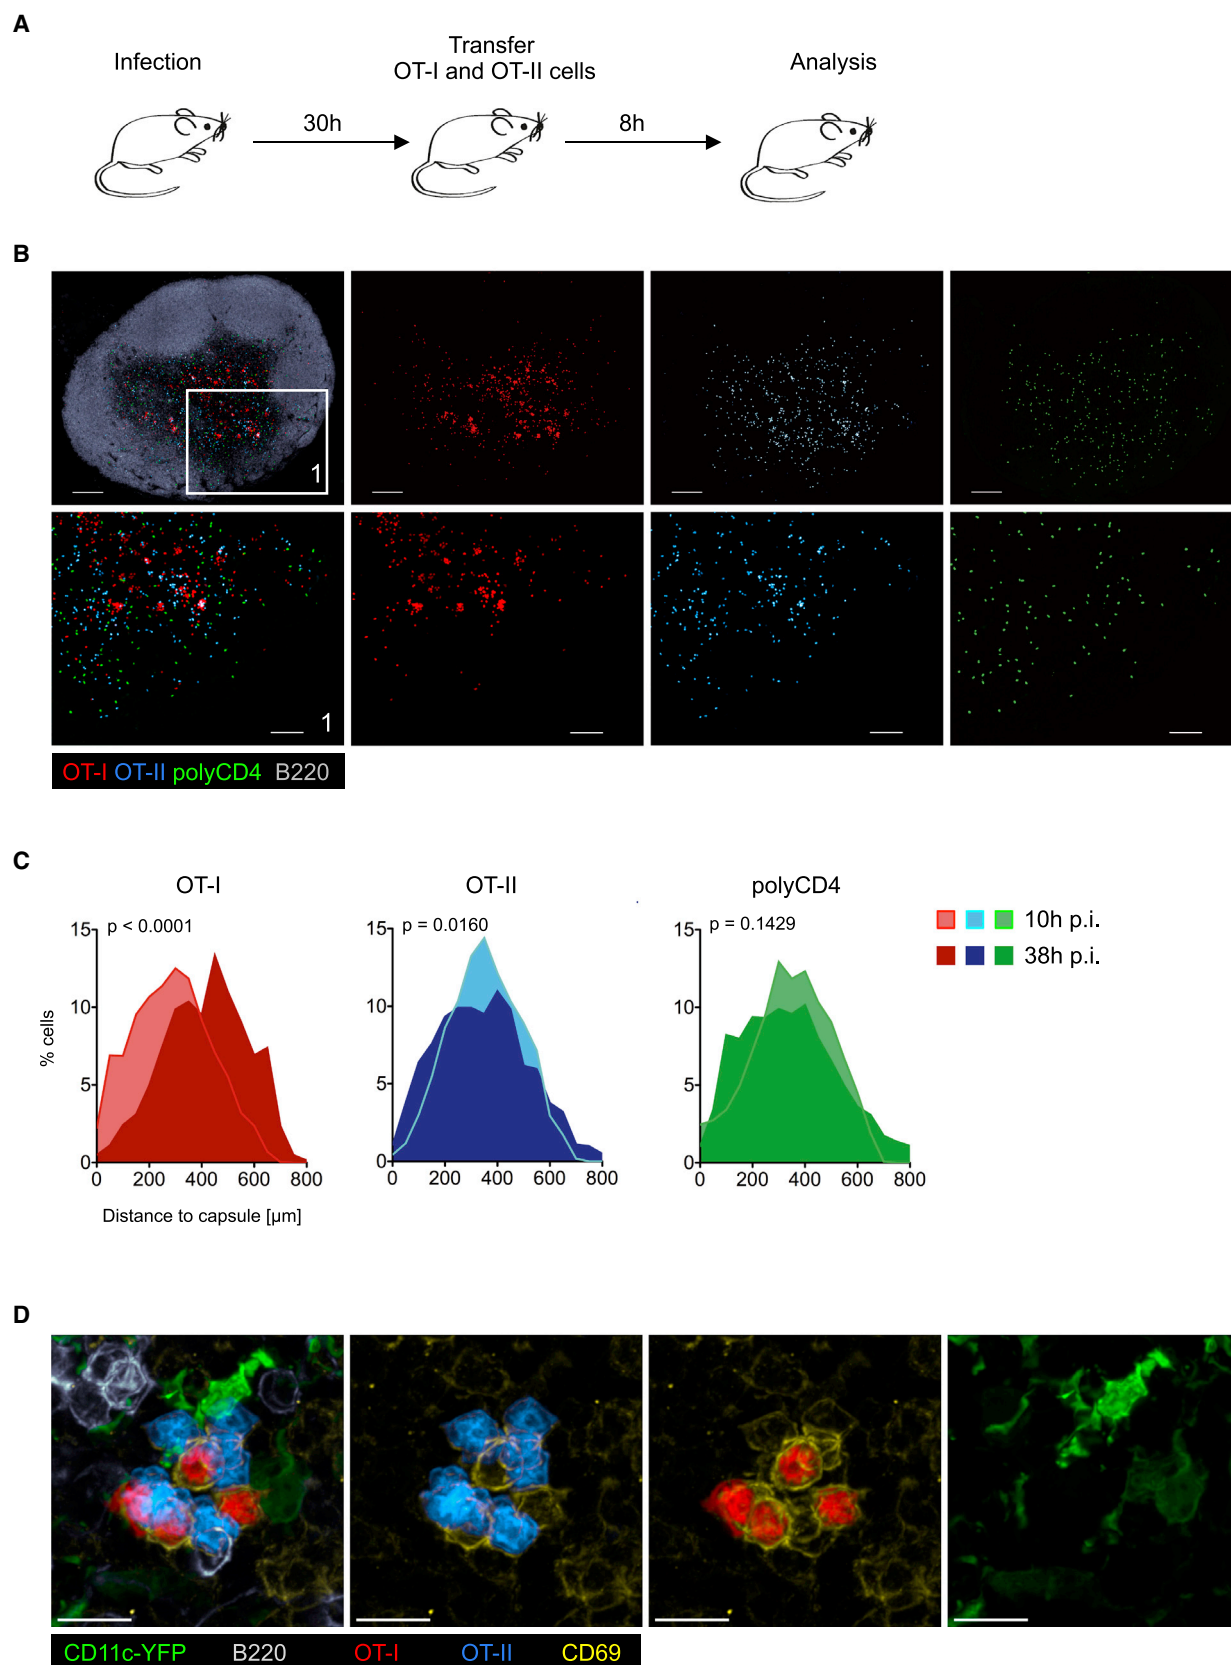 A
Infection
Transfer
OT-I and OT-II cells
Analysis
30h
8h
B
1
1
OT-I OT-II polyCD4 B220
C
OT-I
OT-II
polyCD4
p < 0.0001
p = 0.0160
p = 0.1429
10h p.i.
38h p.i.
% cells
15
10
5
0
0 200 400 600 800
15
10
5
0
0 200 400 600 800
15
10
5
0
0 200 400 600 800
Distance to capsule [µm]
D
CD11c-YFP B220 OT-I OT-II CD69